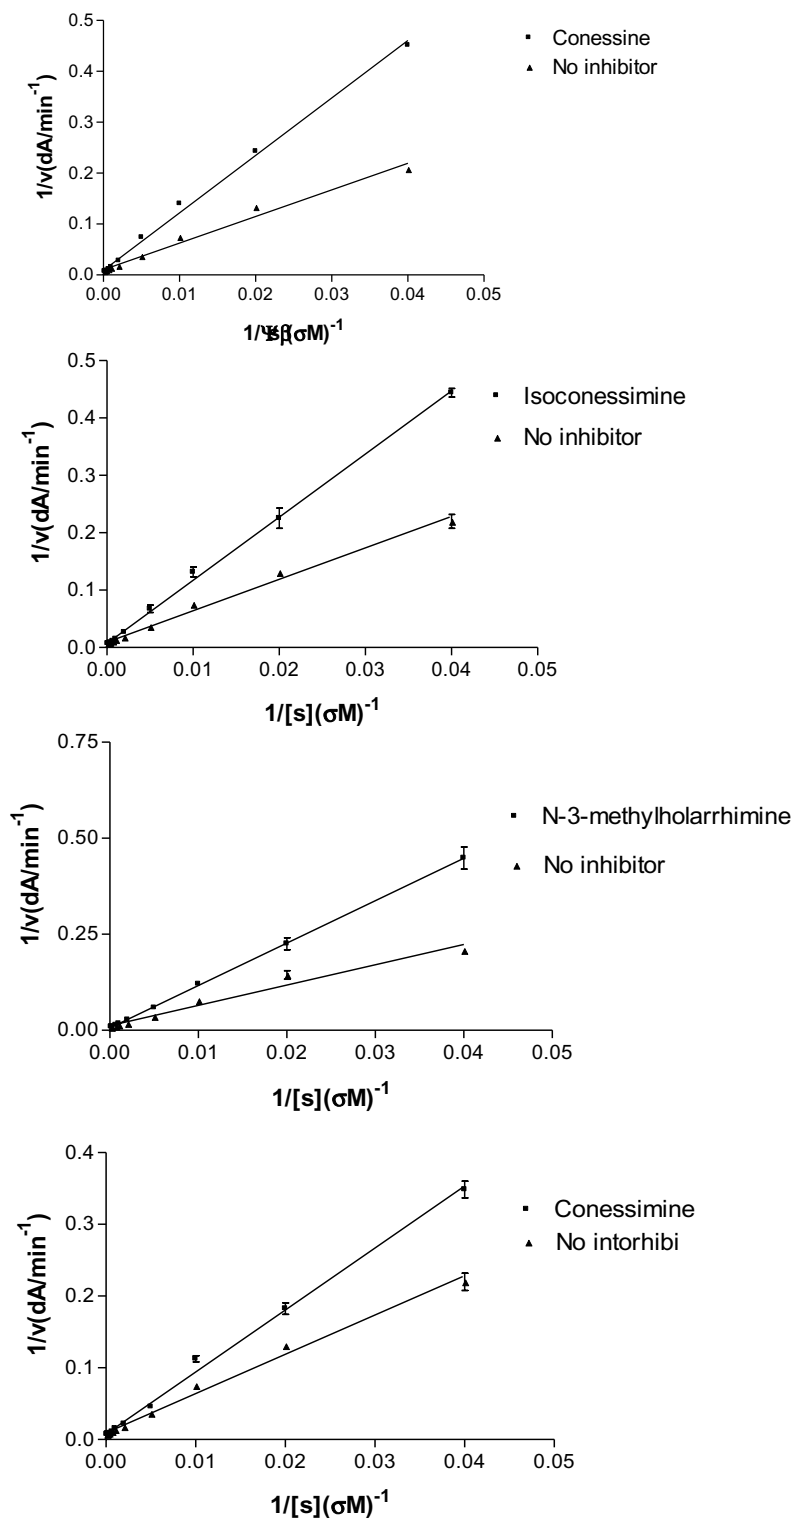 0.5
Conessine
No inhibitor
0.4
0.3
0.2
0.1
0.0
1/v(dA/min-1)
0.00 0.01 0.02 0.03 0.04 0.05
(σM)-1
0.5
Isoconessimine
No inhibitor
0.4
0.3
0.2
0.1
0.0
1/v(dA/min-1)
0.00 0.01 0.02 0.03 0.04 0.05
1/[s](σM)-1
0.75
N-3-methylholarrhimine
No inhibitor
0.50
0.25
0.00
1/v(dA/min-1)
0.00 0.01 0.02 0.03 0.04 0.05
1/[s](σM)-1
0.4
Conessimine
No intorhibi
0.3
0.2
0.1
0.0
1/v(dA/min-1)
0.00 0.01 0.02 0.03 0.04 0.05
1/[s](σM)-1